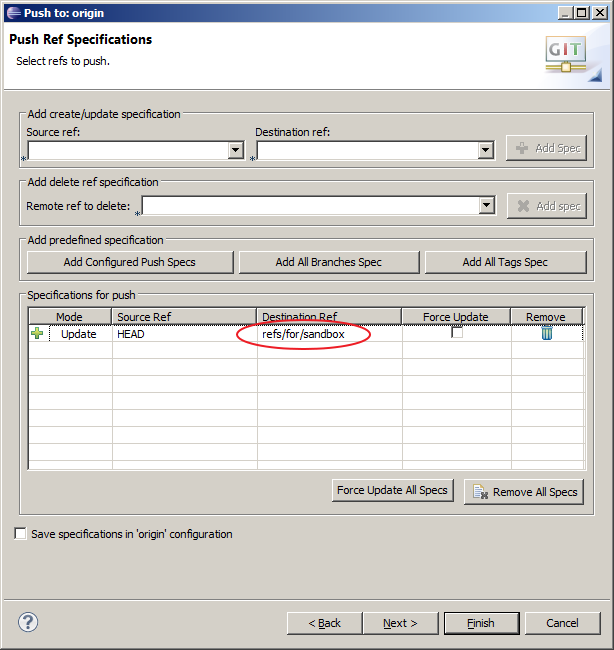 Push to: origin
Push Ref Specifications
Select refs to push.
GIT
Add create/update specification
Source ref:
Destination ref:
*
*
Add Spec
Add delete ref specification
Remote ref to delete:
*
Add spec
Add predefined specification
Add Configured Push Specs
Add All Branches Spec
Add All Tags Spec
Specifications for push
Mode Source Ref Destination Ref Force Update Remove
Update HEAD refs/for/sandbox
Force Update All Specs
Remove All Specs
Save specifications in 'origin' configuration
?
< Back
Next >
Finish
Cancel